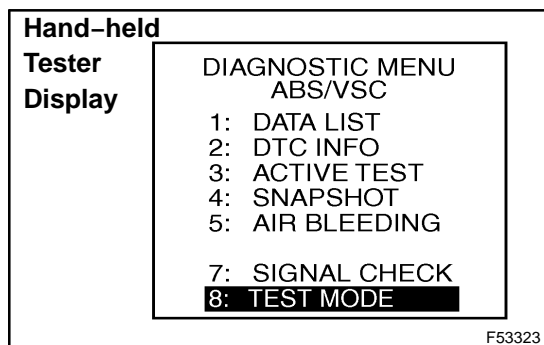 Hand−held
Tester
Display
DIAGNOSTIC MENU
ABS/VSC
1: DATA LIST
2: DTC INFO
3: ACTIVE TEST
4: SNAPSHOT
5: AIR BLEEDING
7: SIGNAL CHECK
8: TEST MODE
F53323